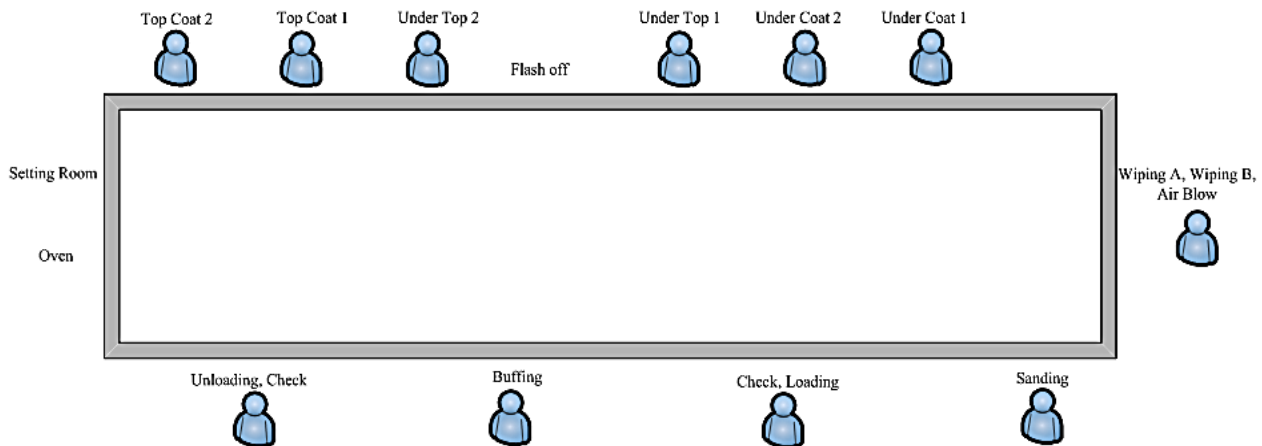 Top Coat 2
Top Coat 1
Under Top 2
Under Top 1
Under Coat 2
Under Coat 1
Flash off
Setting Room
Wiping A, Wiping B,
Air Blow
Oven
Unloading, Check
Buffing
Check, Loading
Sanding